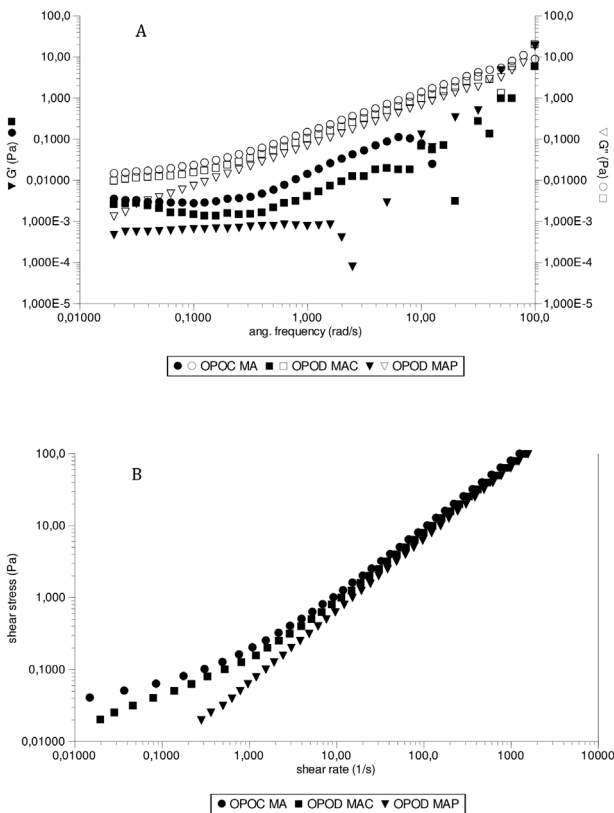 A
100,0 100,0
10,00 10,00
1,000 1,000
0,1000 0,1000
0,01000 0,01000
1,000E-3 1,000E-3
1,000E-4 1,000E-4
1,000E-5 1,000E-5
G' (Pa)
G'' (Pa)
0,01000 0,1000 1,000 10,00 100,0
ang. frequency (rad/s)
OPOC MA OPOD MAC OPOD MAP
B
100,0
10,00
1,000
0,1000
0,01000
shear stress (Pa)
0,01000 0,1000 1,000 10,00 100,0 1000 10000
shear rate (1/s)
OPOC MA OPOD MAC OPOD MAP